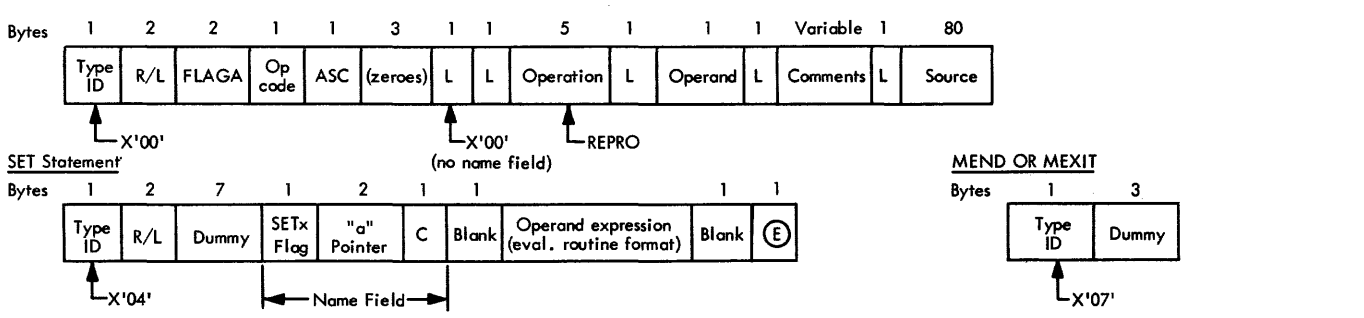 Bytes 1 2 2 1 1 3 1 1 5 1 1 1 Variable 1 80
Type ID R/L FLAGA Op code ASC (zeroes) L L Operation L Operand L Comments L Source
X'00' X'00' REPRO
(no name field)
SET Statement
Bytes 1 2 7 1 2 1 1 1 1
Type ID R/L Dummy SETx Flag "a" Pointer C Blank Operand expression (eval. routine format) Blank E
X'04' Name Field
MEND OR MEXIT
Bytes 1 3
Type ID Dummy
X'07'